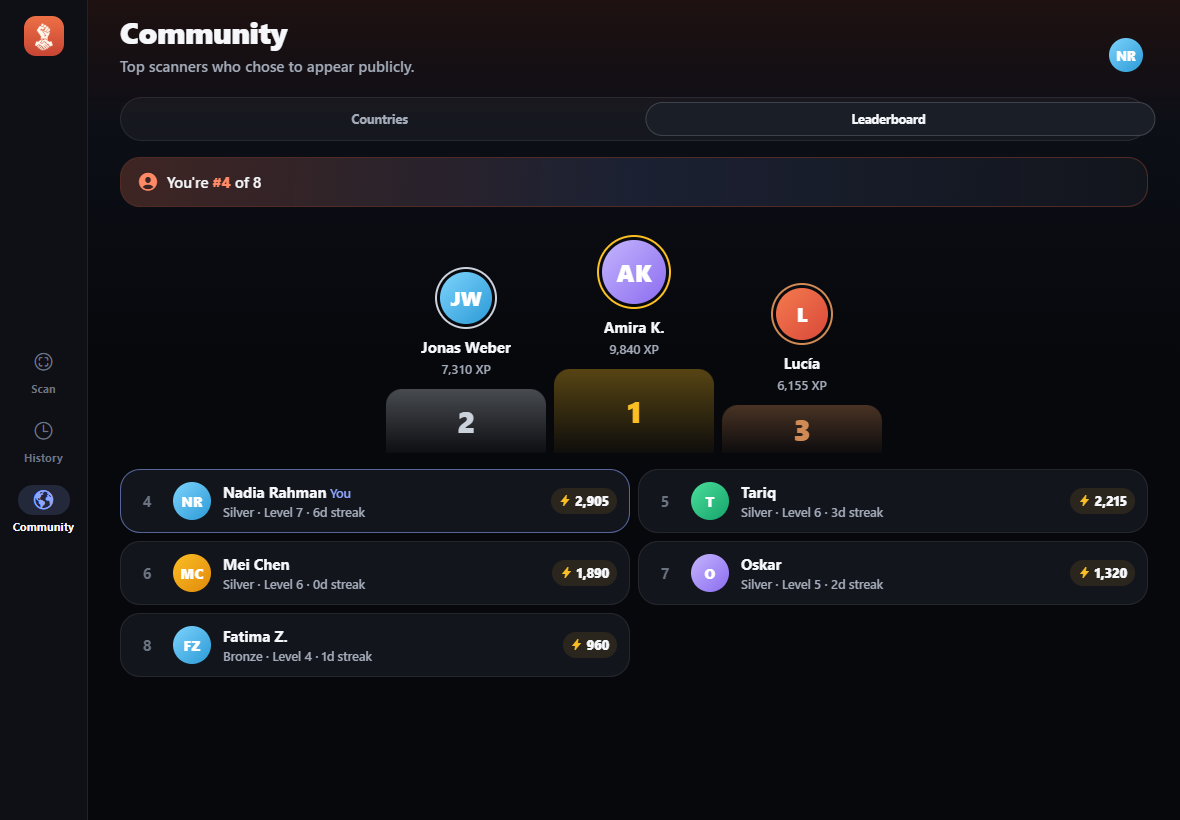 Community
Top scanners who chose to appear publicly.
NR
Countries
Leaderboard
You're #4 of 8
AK
Amira K.
9,840 XP
1
JW
Jonas Weber
7,310 XP
2
L
Lucía
6,155 XP
3
Scan
History
Community
4
NR
Nadia Rahman You
Silver · Level 7 · 6d streak
2,905
5
T
Tariq
Silver · Level 6 · 3d streak
2,215
6
MC
Mei Chen
Silver · Level 6 · 0d streak
1,890
7
O
Oskar
Silver · Level 5 · 2d streak
1,320
8
FZ
Fatima Z.
Bronze · Level 4 · 1d streak
960